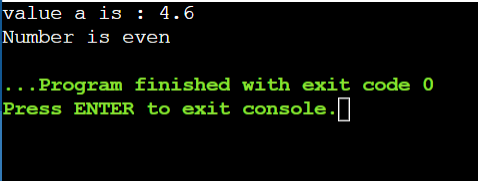 value a is : 4.6
Number is even
...Program finished with exit code 0
Press ENTER to exit console.